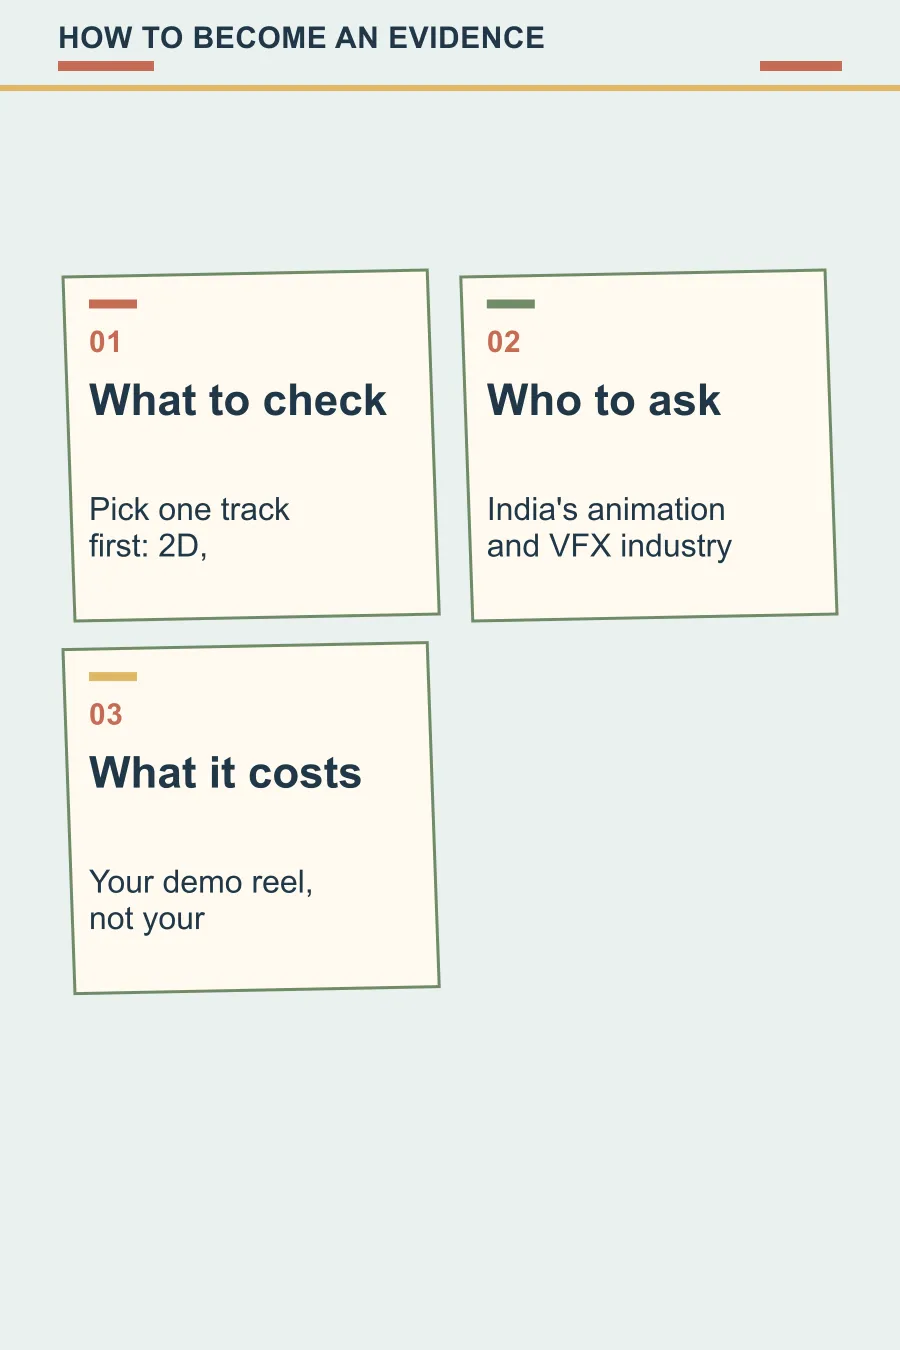 HOW TO BECOME AN EVIDENCE
01
What to check
Pick one track
first: 2D,
02
Who to ask
India's animation
and VFX industry
03
What it costs
Your demo reel,
not your